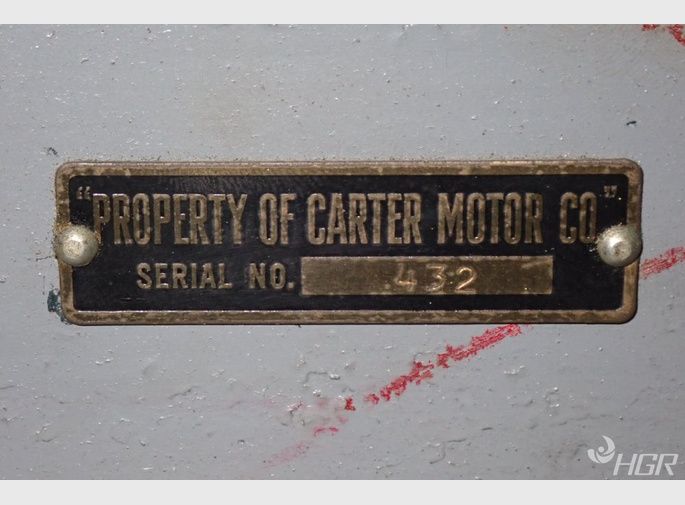 "PROPERTY OF CARTER MOTOR CO."
SERIAL NO. 432
HGR